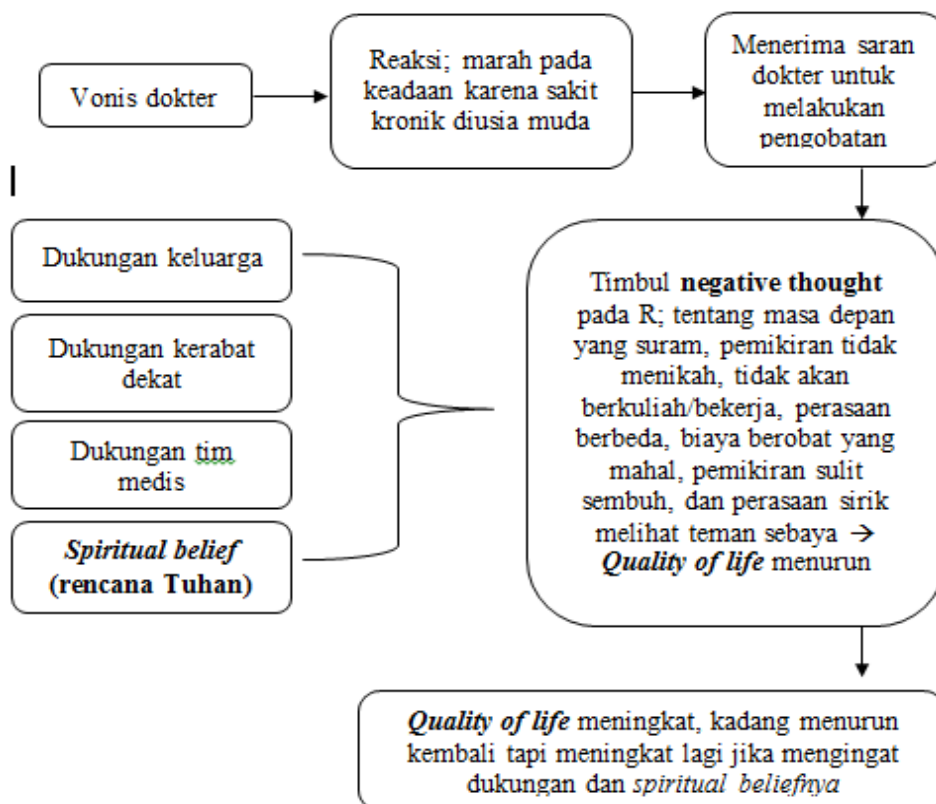 Vonis dokter
Reaksi; marah pada
keadaan karena sakit
kronik diusia muda
Menerima saran
dokter untuk
melakukan
pengobatan
Dukungan keluarga
Dukungan kerabat
dekat
Dukungan tim
medis
Spiritual belief
(rencana Tuhan)
Timbul negative thought
pada R; tentang masa depan
yang suram, pemikiran tidak
menikah, tidak akan
berkuliah/bekerja, perasaan
berbeda, biaya berobat yang
mahal, pemikiran sulit
sembuh, dan perasaan sirik
melihat teman sebaya →
Quality of life menurun
Quality of life meningkat, kadang menurun
kembali tapi meningkat lagi jika mengingat
dukungan dan spiritual beliefnya